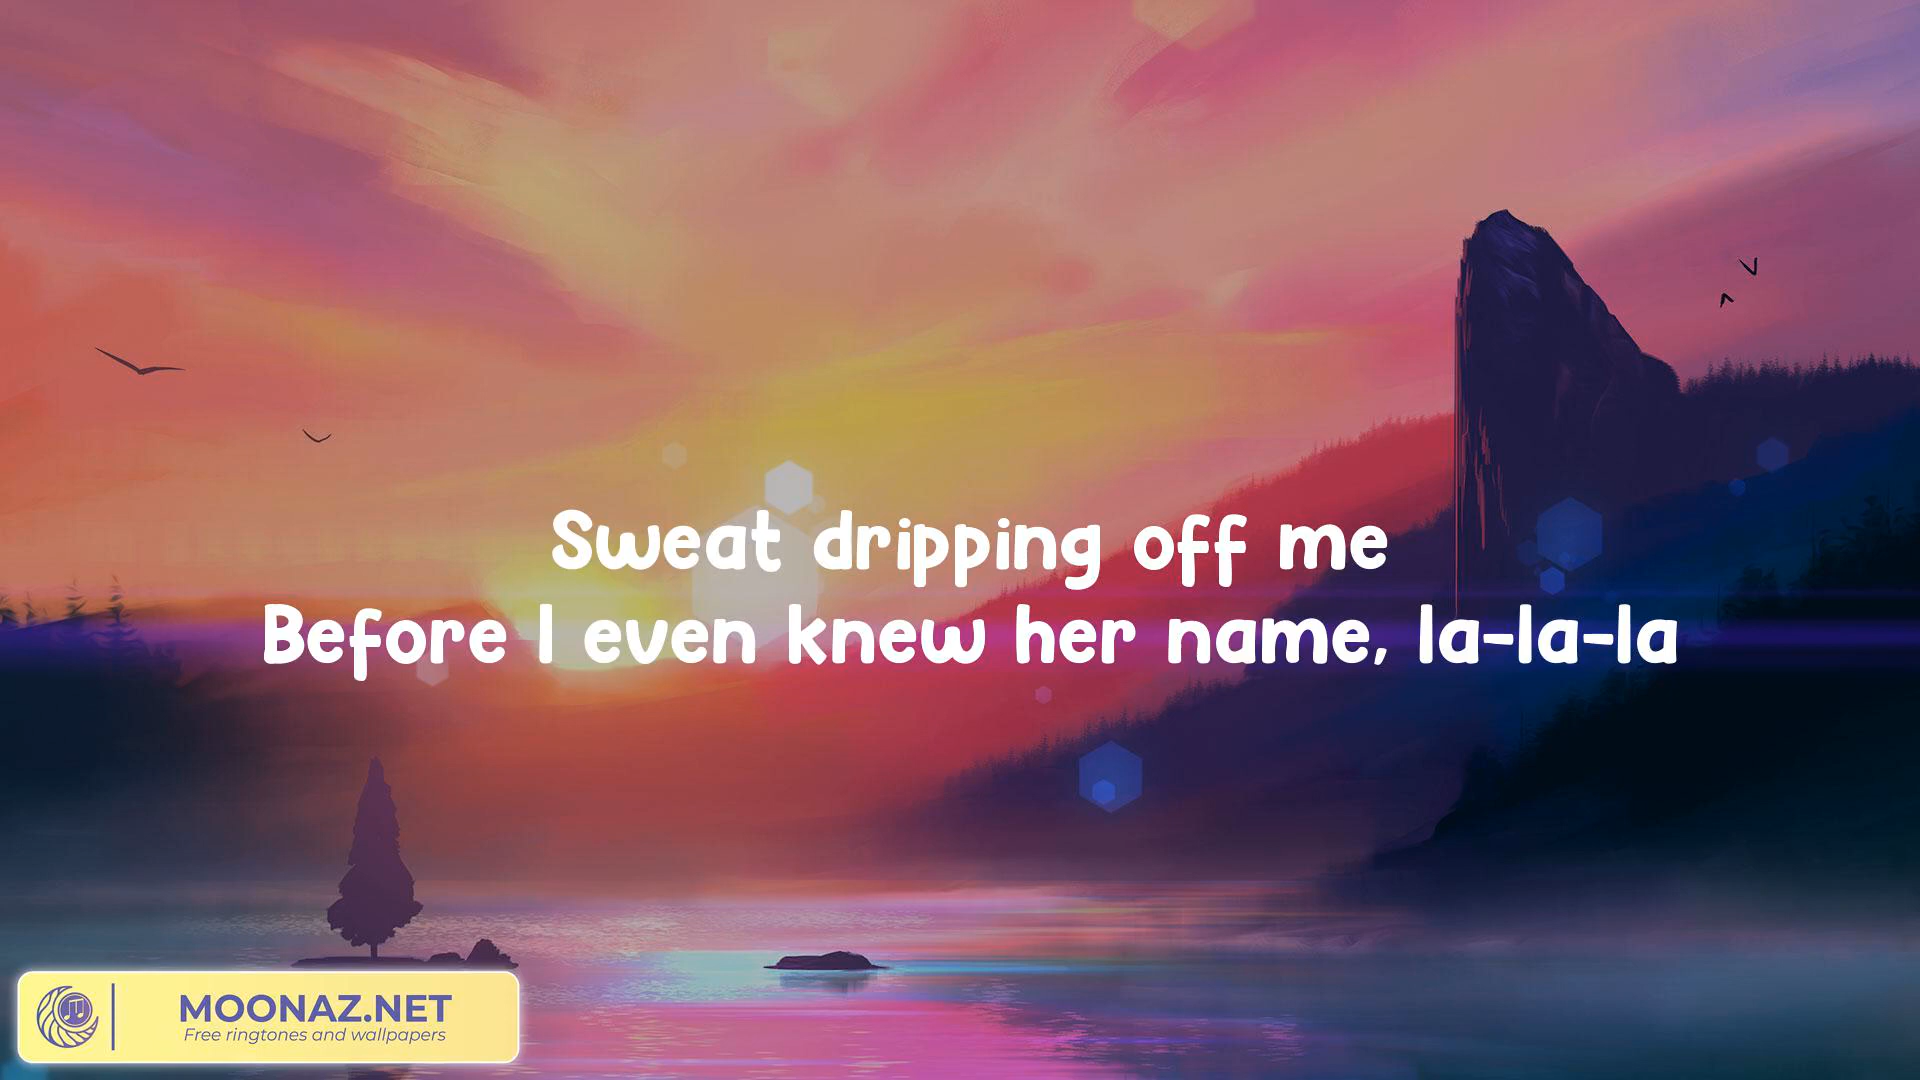 Sweat dripping off me
Before I even knew her name, la-la-la
MOONAZ.NET
Free ringtones and wallpapers